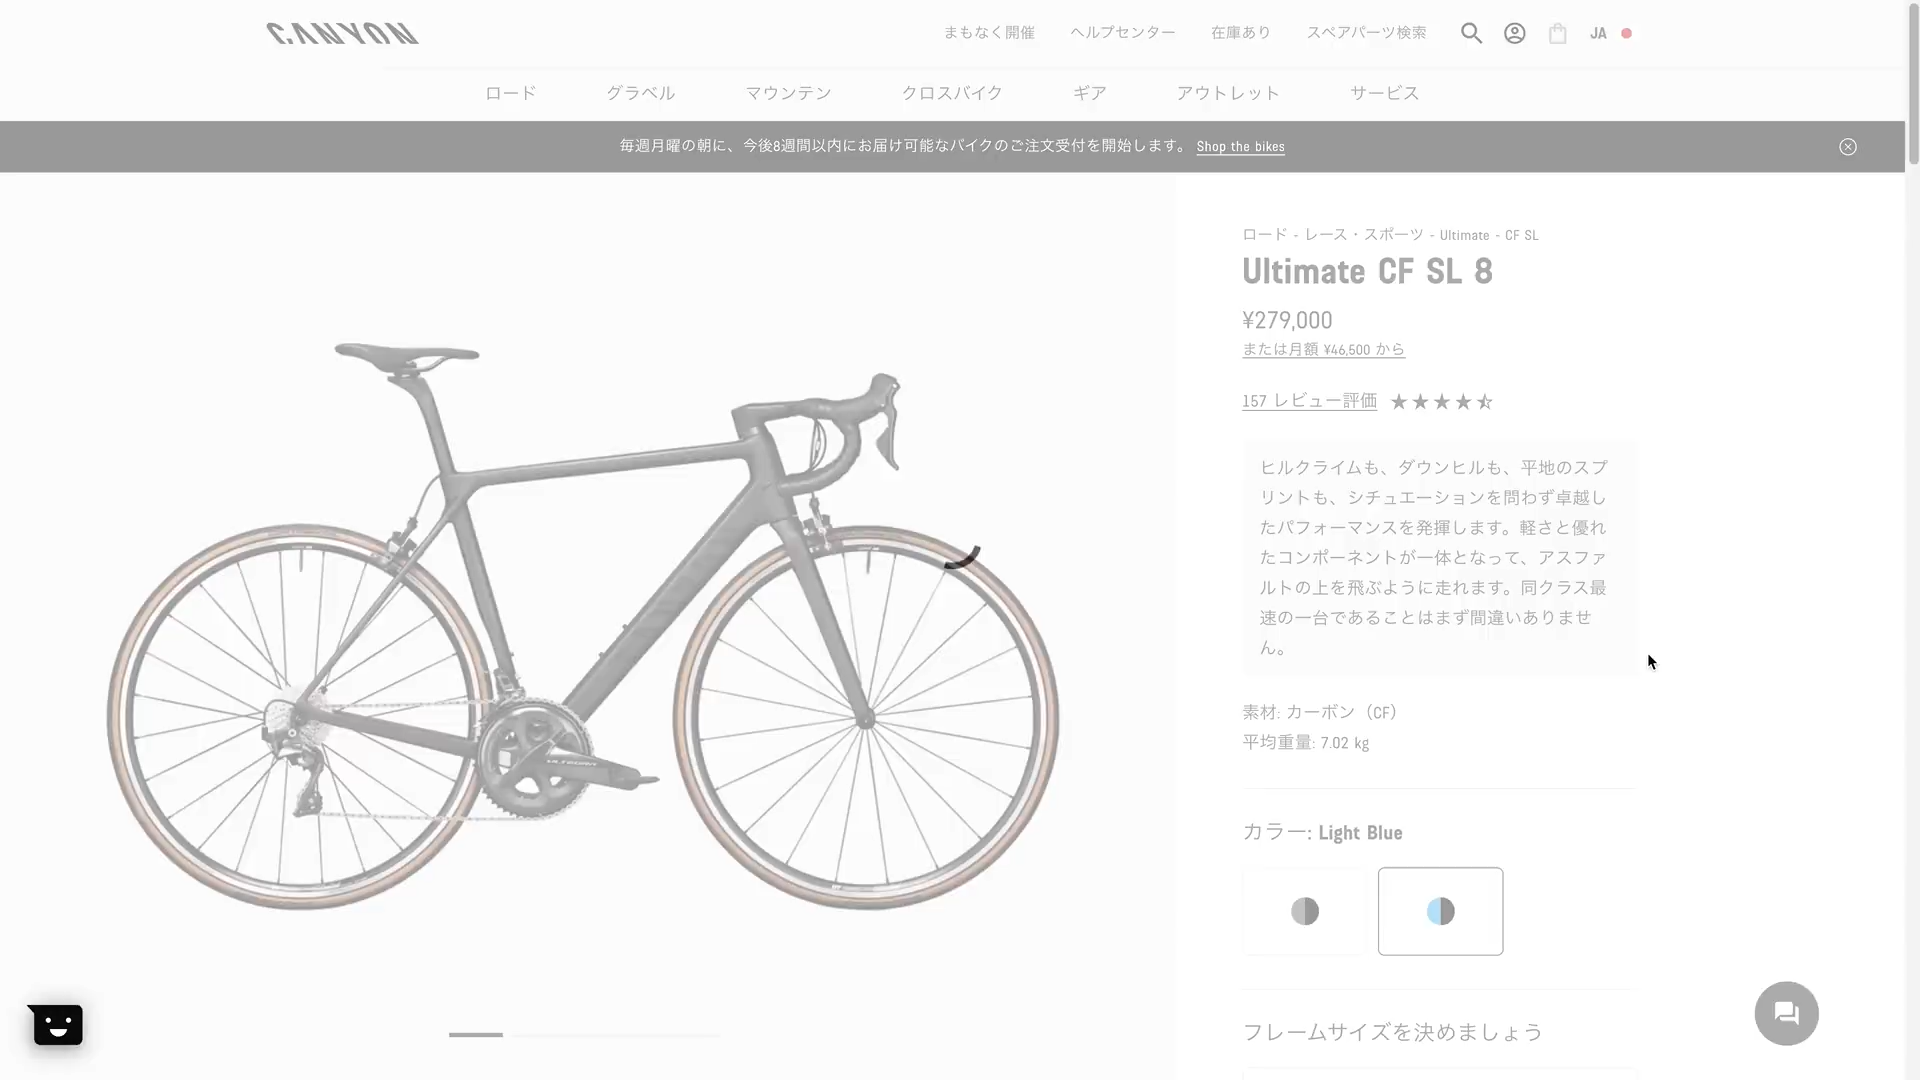 CANYON
まもなく開催 ヘルプセンター 在庫あり スペアパーツ検索 JA
ロード グラベル マウンテン クロスバイク ギア アウトレット サービス
毎週月曜の朝に、今後8週間以内にお届け可能なバイクのご注文受付を開始します。 Shop the bikes
ロード - レース・スポーツ - Ultimate - CF SL
Ultimate CF SL 8
¥279,000
または月額 ¥46,500 から
157 レビュー評価
ヒルクライムも、ダウンヒルも、平地のスプ
リントも、シチュエーションを問わず卓越し
たパフォーマンスを発揮します。軽さと優れ
たコンポーネントが一体となって、アスファ
ルトの上を飛ぶように走れます。同クラス最
速の一台であることはまず間違いありませ
ん。
素材: カーボン（CF）
平均重量: 7.02 kg
カラー: Light Blue
フレームサイズを決めましょう
ULTEGRA